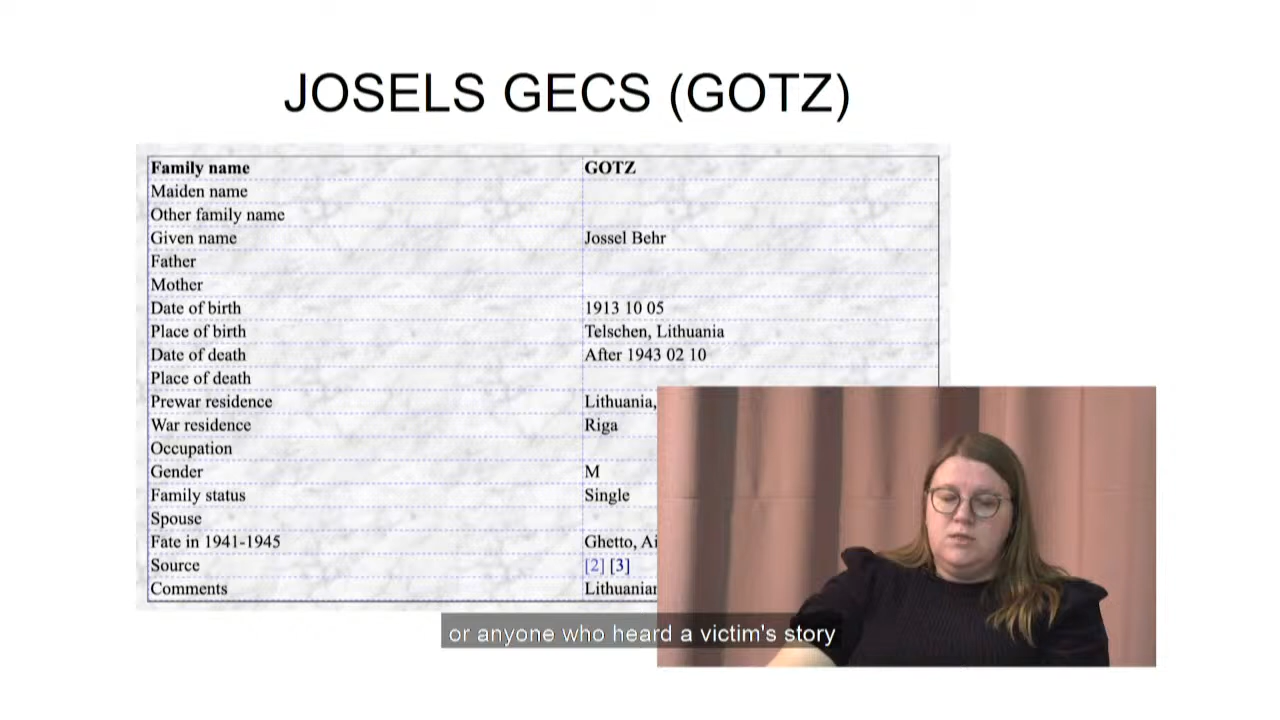 JOSELS GECS (GOTZ)
Family name GOTZ
Maiden name
Other family name
Given name Jossel Behr
Father
Mother
Date of birth 1913 10 05
Place of birth Telschen, Lithuania
Date of death After 1943 02 10
Place of death
Prewar residence Lithuania,
War residence Riga
Occupation
Gender M
Family status Single
Spouse
Fate in 1941-1945 Ghetto, Ai
Source [2] [3]
Comments Lithuanian
or anyone who heard a victim's story